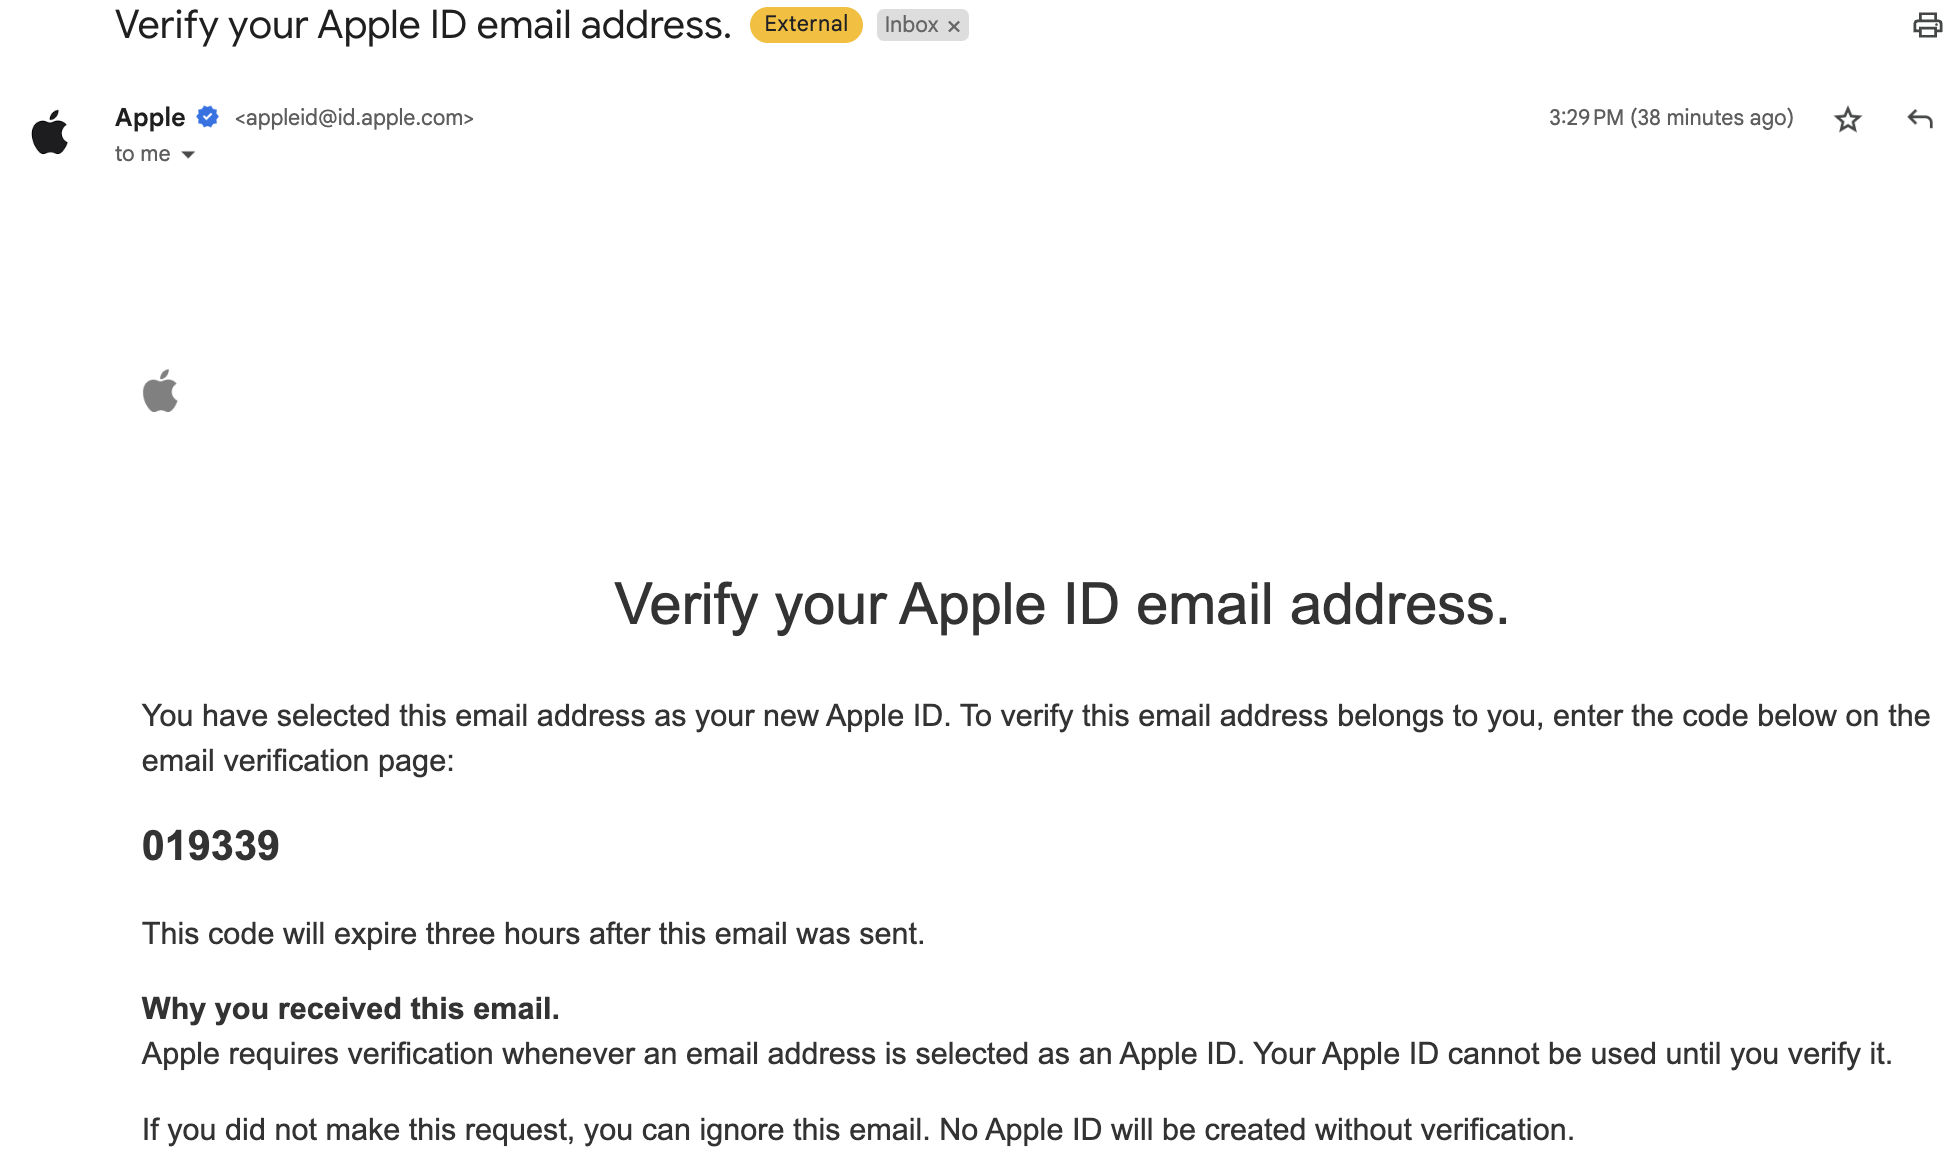 Verify your Apple ID email address. External Inbox ×
Apple <appleid@id.apple.com> 3:29 PM (38 minutes ago)
to me
Verify your Apple ID email address.
You have selected this email address as your new Apple ID. To verify this email address belongs to you, enter the code below on the
email verification page:
019339
This code will expire three hours after this email was sent.
Why you received this email.
Apple requires verification whenever an email address is selected as an Apple ID. Your Apple ID cannot be used until you verify it.
If you did not make this request, you can ignore this email. No Apple ID will be created without verification.